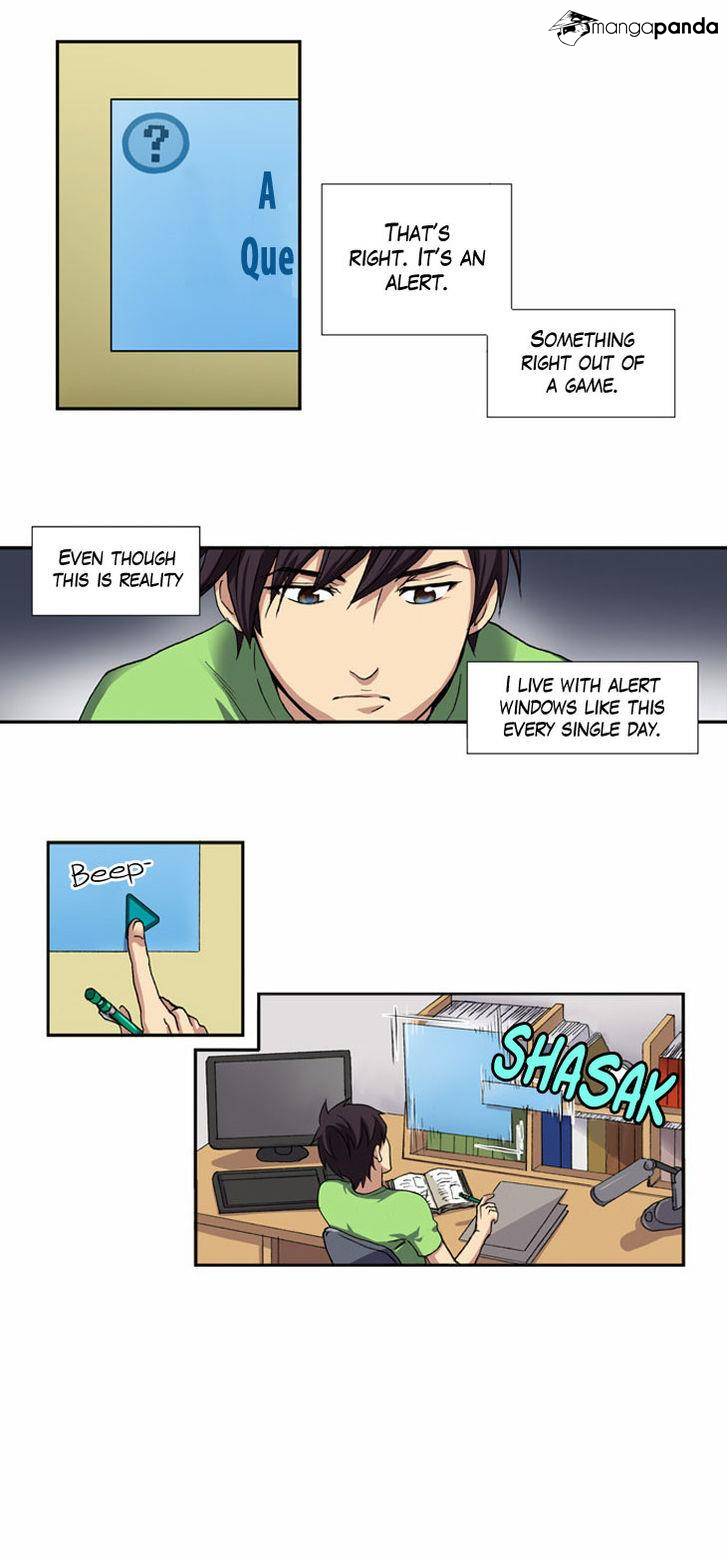 mangapanda
?
A
Que
THAT'S
RIGHT. IT'S AN
ALERT.
SOMETHING
RIGHT OUT OF
A GAME.
EVEN THOUGH
THIS IS REALITY
I LIVE WITH ALERT
WINDOWS LIKE THIS
EVERY SINGLE DAY.
Beep-
SHASAK